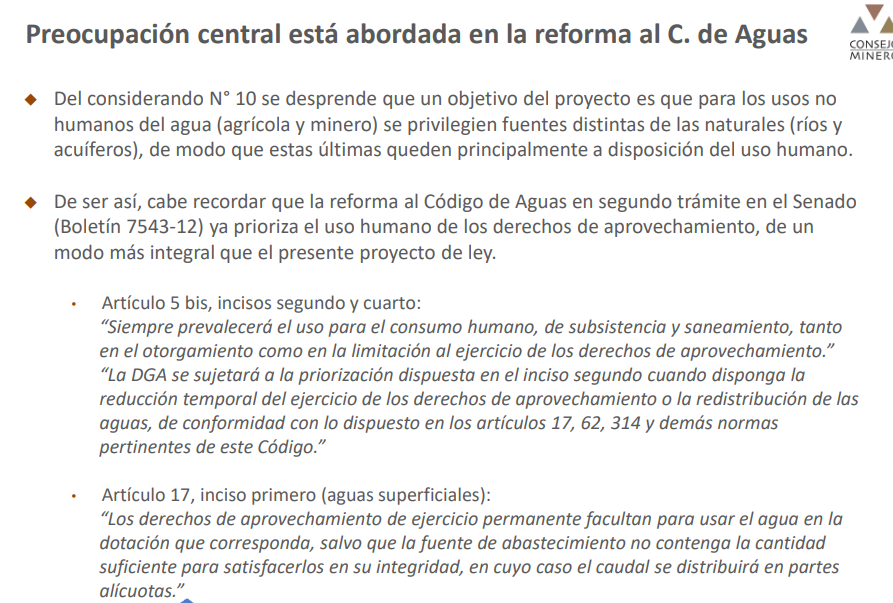 Preocupación central está abordada en la reforma al C. de Aguas
CONSEJO
MINERO
◆ Del considerando N° 10 se desprende que un objetivo del proyecto es que para los usos no
humanos del agua (agrícola y minero) se privilegien fuentes distintas de las naturales (ríos y
acuíferos), de modo que estas últimas queden principalmente a disposición del uso humano.
◆ De ser así, cabe recordar que la reforma al Código de Aguas en segundo trámite en el Senado
(Boletín 7543-12) ya prioriza el uso humano de los derechos de aprovechamiento, de un
modo más integral que el presente proyecto de ley.
• Artículo 5 bis, incisos segundo y cuarto:
“Siempre prevalecerá el uso para el consumo humano, de subsistencia y saneamiento, tanto
en el otorgamiento como en la limitación al ejercicio de los derechos de aprovechamiento.”
“La DGA se sujetará a la priorización dispuesta en el inciso segundo cuando disponga la
reducción temporal del ejercicio de los derechos de aprovechamiento o la redistribución de las
aguas, de conformidad con lo dispuesto en los artículos 17, 62, 314 y demás normas
pertinentes de este Código.”
• Artículo 17, inciso primero (aguas superficiales):
“Los derechos de aprovechamiento de ejercicio permanente facultan para usar el agua en la
dotación que corresponda, salvo que la fuente de abastecimiento no contenga la cantidad
suficiente para satisfacerlos en su integridad, en cuyo caso el caudal se distribuirá en partes
alícuotas.”